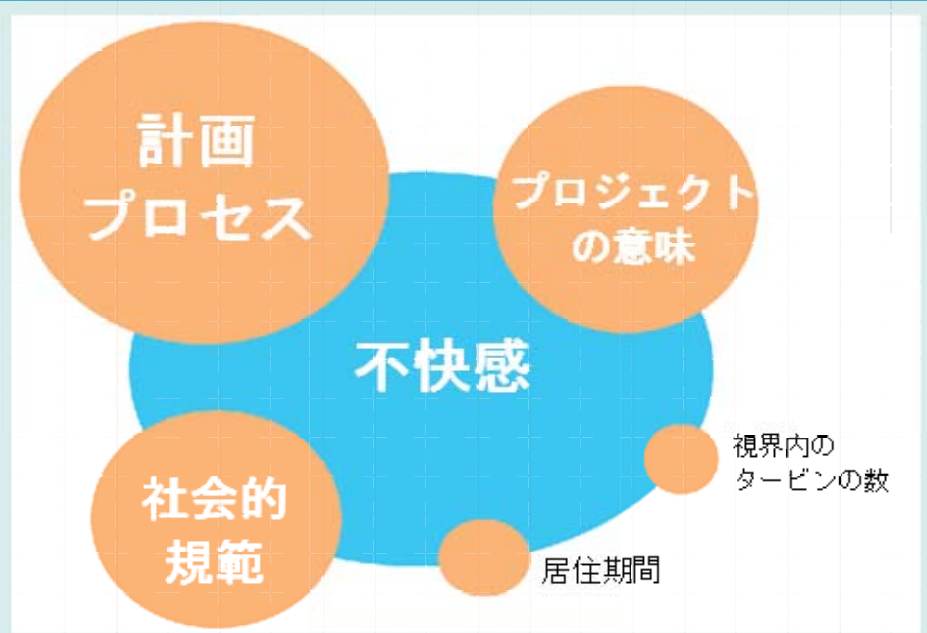 計画
プロセス
プロジェクト
の意味
不快感
視界内の
タービンの数
社会的
規範
居住期間